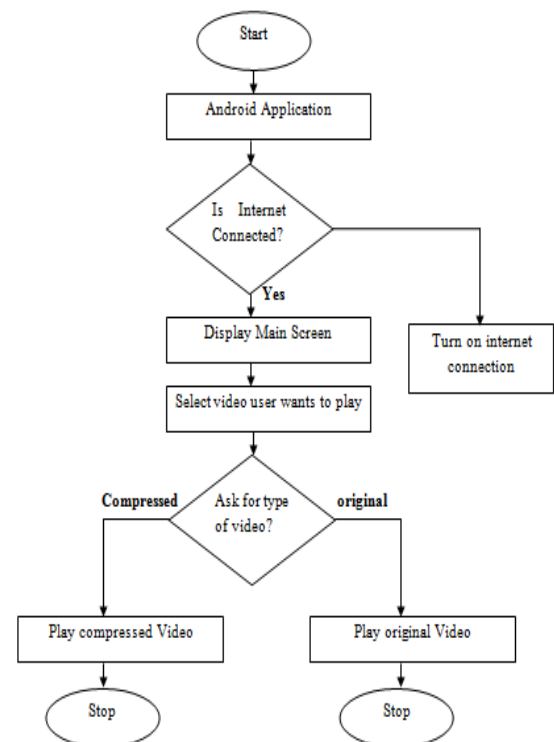 Start
Android Application
Is Internet
Connected?
Yes
Display Main Screen
Turn on internet
connection
Select video user wants to play
Compressed
Ask for type
of video?
original
Play compressed Video
Play original Video
Stop
Stop